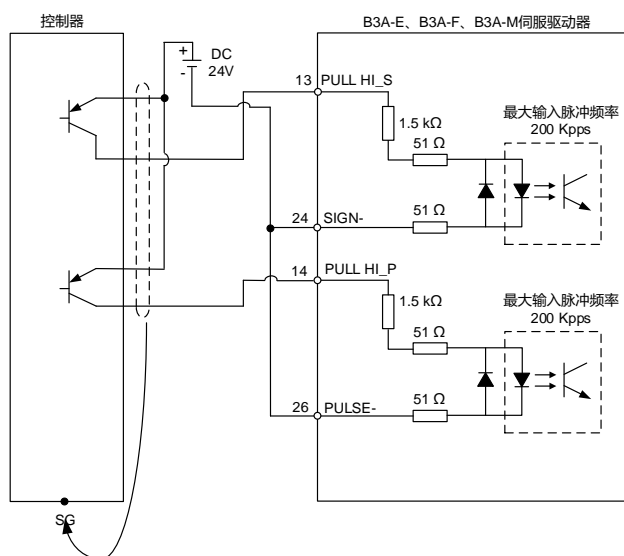 控制器
B3A-E、B3A-F、B3A-M伺服驱动器
+
-
DC
24V
13
PULL HI_S
1.5 kΩ
51 Ω
最大输入脉冲频率
200 Kpps
24
SIGN-
51 Ω
14
PULL HI_P
1.5 kΩ
51 Ω
最大输入脉冲频率
200 Kpps
26
PULSE-
51 Ω
SG